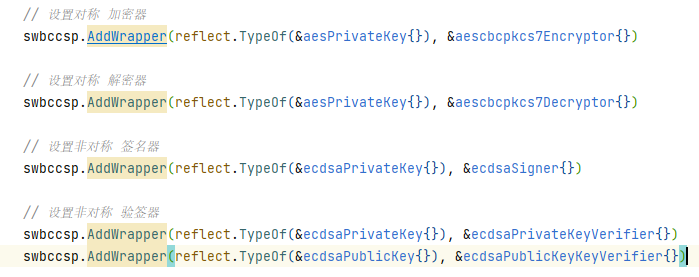 // 设置对称 加密器
swbccsp.AddWrapper(reflect.TypeOf(&aesPrivateKey{}), &aescbcpkcs7Encryptor{})
// 设置对称 解密器
swbccsp.AddWrapper(reflect.TypeOf(&aesPrivateKey{}), &aescbcpkcs7Decryptor{})
// 设置非对称 签名器
swbccsp.AddWrapper(reflect.TypeOf(&ecdsaPrivateKey{}), &ecdsaSigner{})
// 设置非对称 验签器
swbccsp.AddWrapper(reflect.TypeOf(&ecdsaPrivateKey{}), &ecdsaPrivateKeyVerifier{})
swbccsp.AddWrapper(reflect.TypeOf(&ecdsaPublicKey{}), &ecdsaPublicKeyKeyVerifier{})